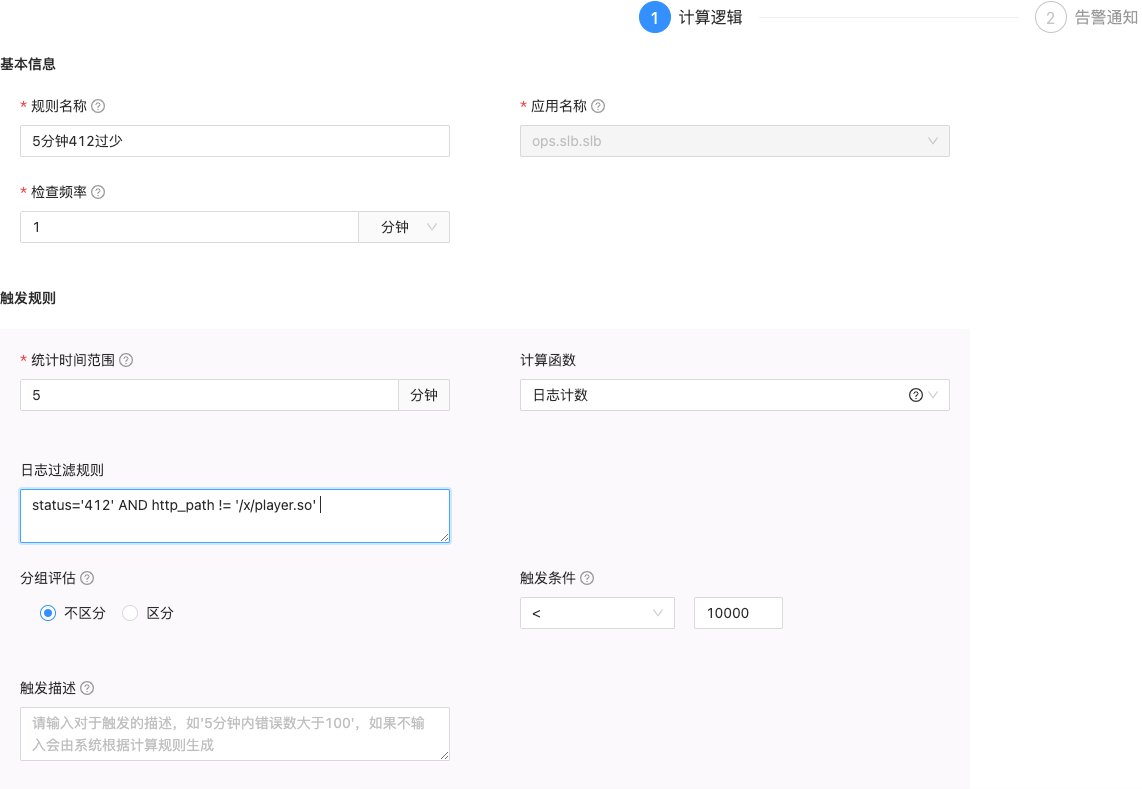 1 计算逻辑 2 告警通知
基本信息
* 规则名称 * 应用名称
5分钟412过少 ops.slb.slb
* 检查频率
1 分钟
触发规则
* 统计时间范围 计算函数
5 分钟 日志计数
日志过滤规则
status='412' AND http_path != '/x/player.so'
分组评估 触发条件
不区分 区分 < 10000
触发描述
请输入对于触发的描述，如'5分钟内错误数大于100'，如果不输
入会由系统根据计算规则生成